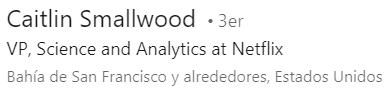 Caitlin Smallwood • 3er
VP, Science and Analytics at Netflix
Bahía de San Francisco y alrededores, Estados Unidos